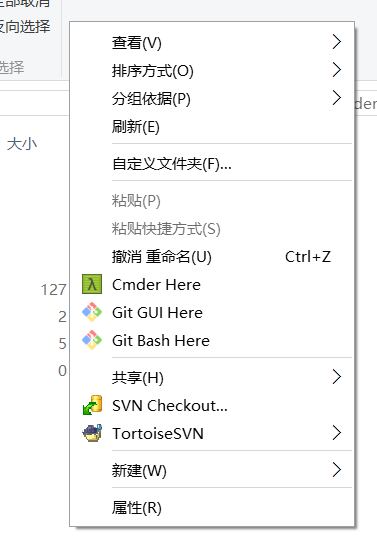 全部取消
反向选择
选择
大小
127
2
5
0
查看(V)
排序方式(O)
分组依据(P)
刷新(E)
自定义文件夹(F)...
粘贴(P)
粘贴快捷方式(S)
撤消 重命名(U) Ctrl+Z
Cmder Here
Git GUI Here
Git Bash Here
共享(H)
SVN Checkout...
TortoiseSVN
新建(W)
属性(R)
der